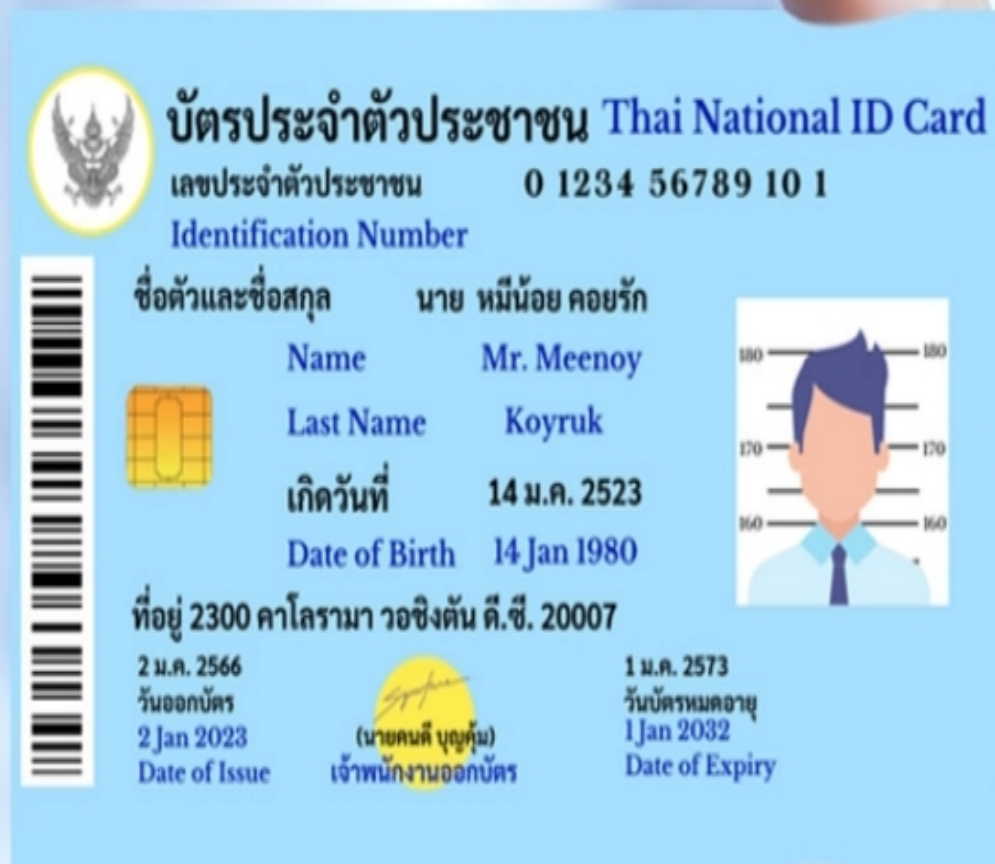 บัตรประจำตัวประชาชน Thai National ID Card
เลขประจำตัวประชาชน 0 1234 56789 10 1
Identification Number
ชื่อตัวและชื่อสกุล นาย หมีน้อย คอยรัก
Name Mr. Meenoy
Last Name Koyruk
เกิดวันที่ 14 ม.ค. 2523
Date of Birth 14 Jan 1980
ที่อยู่ 2300 คาโลรามา วอชิงตัน ดี.ซี. 20007
2 ม.ค. 2566
วันออกบัตร
2 Jan 2023
Date of Issue
(นายคนดี บุญคุ้ม)
เจ้าพนักงานออกบัตร
1 ม.ค. 2573
วันบัตรหมดอายุ
1 Jan 2032
Date of Expiry
180 180
170 170
160 160